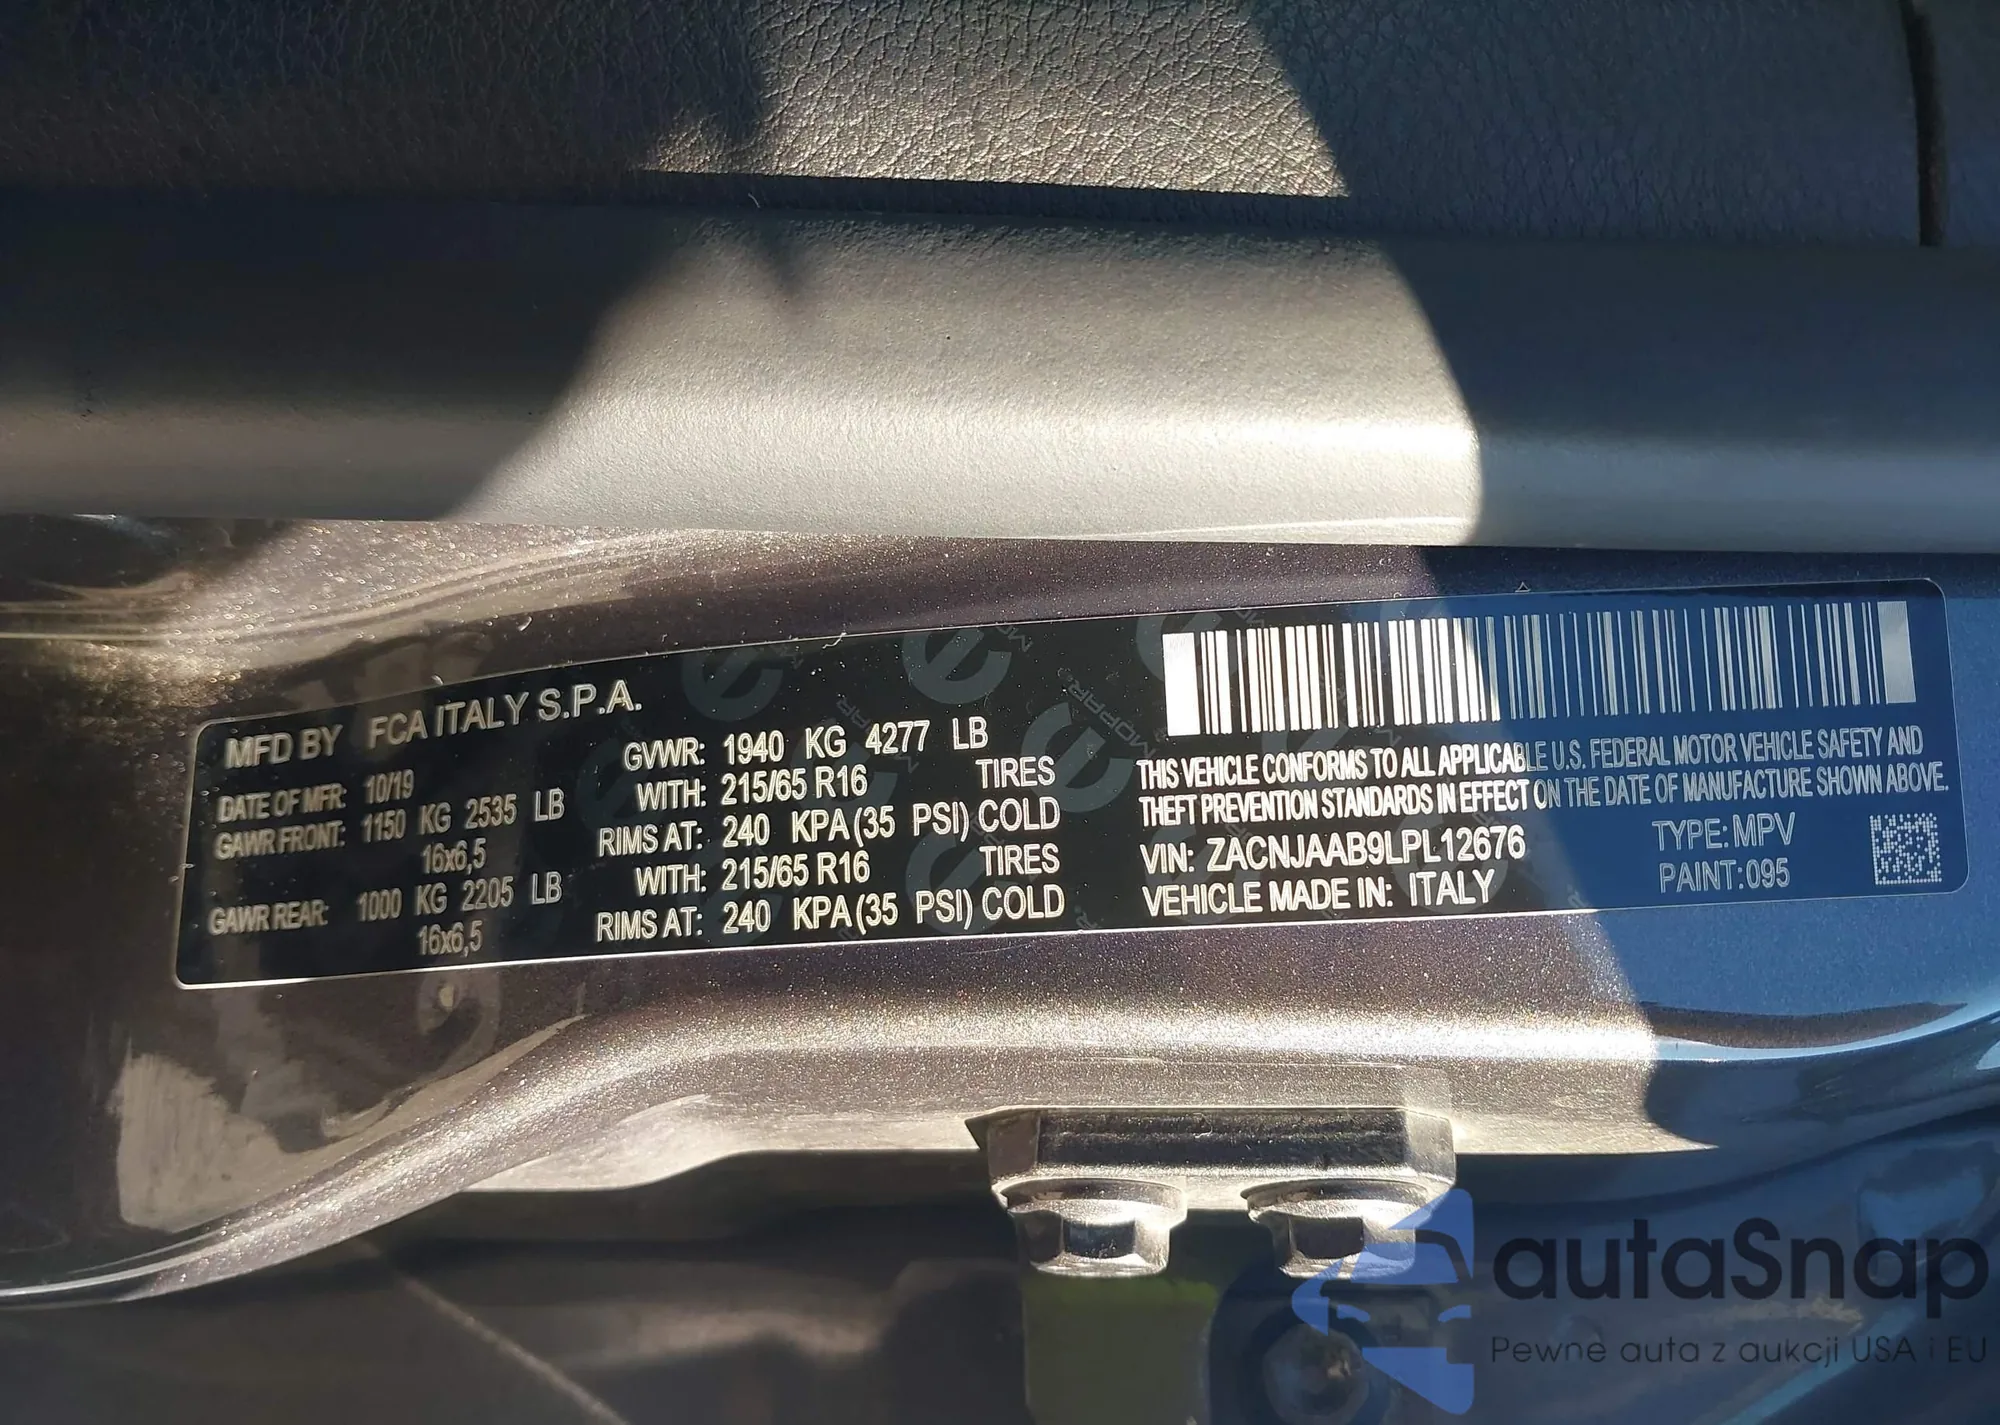 MFD BY FCA ITALY S.P.A.
DATE OF MFR: 10/19
GAWR FRONT: 1150 KG 2535 LB
16x6,5
GAWR REAR: 1000 KG 2205 LB
16x6,5
GVWR: 1940 KG 4277 LB
WITH: 215/65 R16 TIRES
RIMS AT: 240 KPA (35 PSI) COLD
WITH: 215/65 R16 TIRES
RIMS AT: 240 KPA (35 PSI) COLD
THIS VEHICLE CONFORMS TO ALL APPLICABLE U.S. FEDERAL MOTOR VEHICLE SAFETY AND
THEFT PREVENTION STANDARDS IN EFFECT ON THE DATE OF MANUFACTURE SHOWN ABOVE.
VIN: ZACNJAAB9LPL12676 TYPE: MPV
VEHICLE MADE IN: ITALY PAINT: 095
MOPAR
autaSnap
Pewne auta z aukcji USA i EU